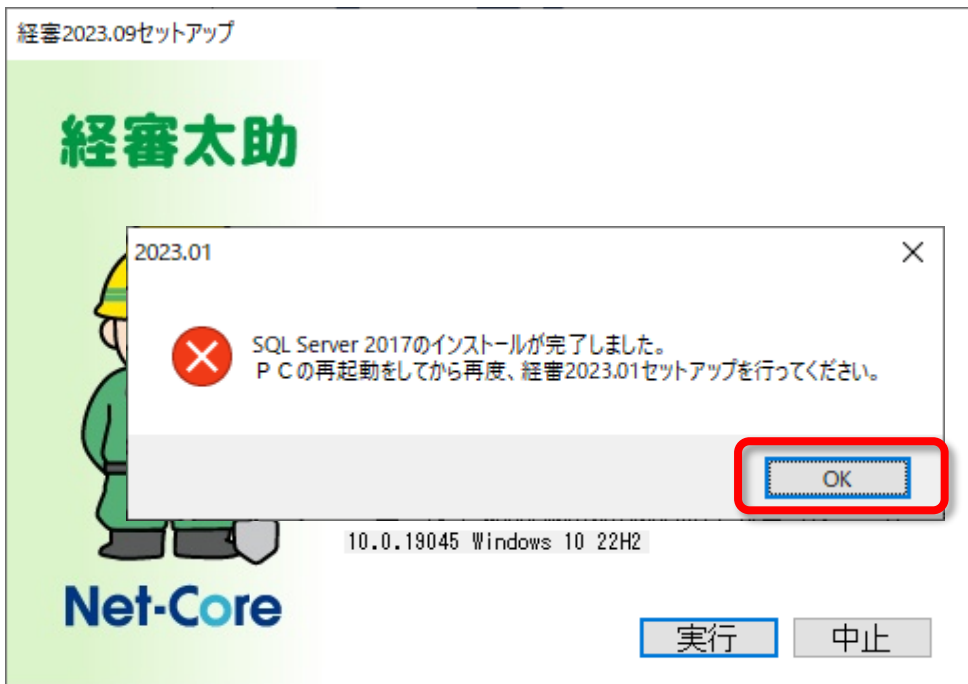 経審2023.09セットアップ
経審太助
2023.01
SQL Server 2017のインストールが完了しました。
ＰＣの再起動をしてから再度、経審2023.01セットアップを行ってください。
OK
10.0.19045 Windows 10 22H2
Net-Core
実行
中止